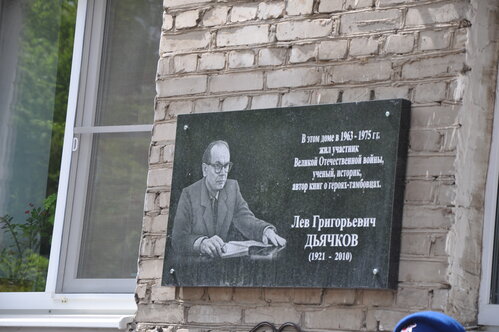 В этом доме в 1963 - 1975 гг.
жил участник
Великой Отечественной войны,
ученый, историк,
автор книг о героях-тамбовцах.
Лев Григорьевич
ДЬЯЧКОВ
(1921 - 2010)